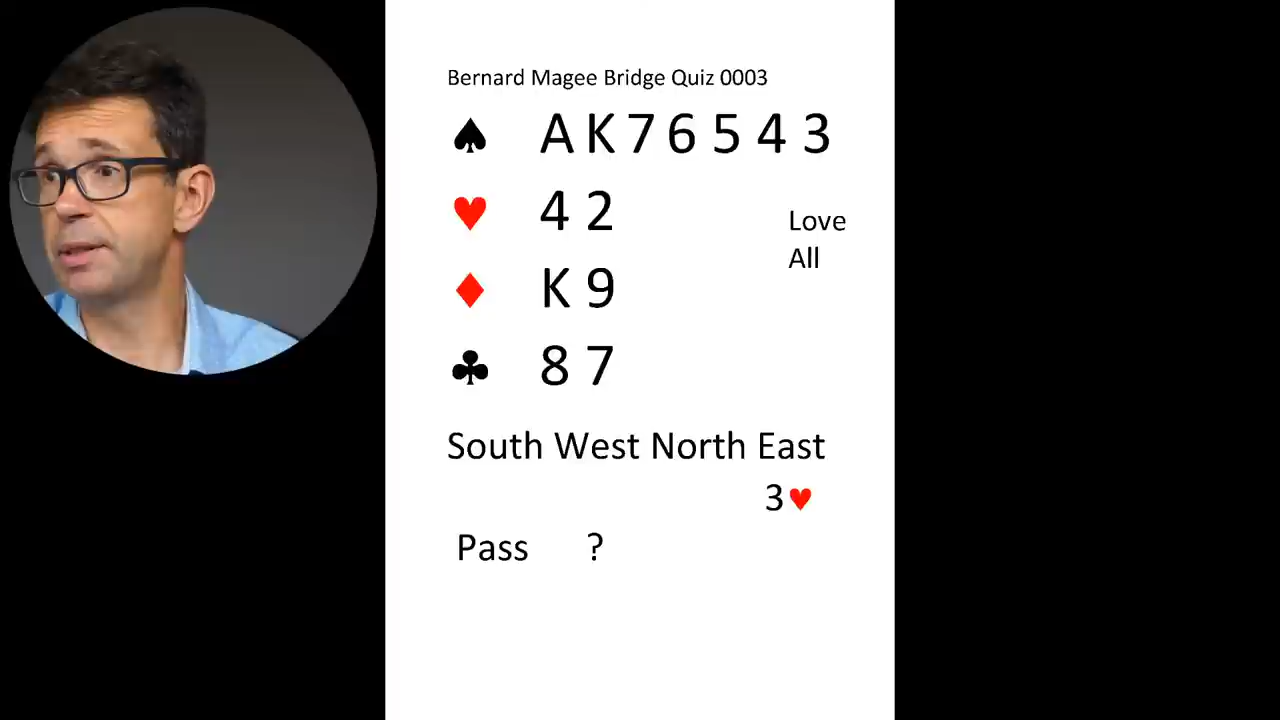 Bernard Magee Bridge Quiz 0003
♠ A K 7 6 5 4 3
♥ 4 2
Love
All
♦ K 9
♣ 8 7
South West North East
3♥
Pass ?